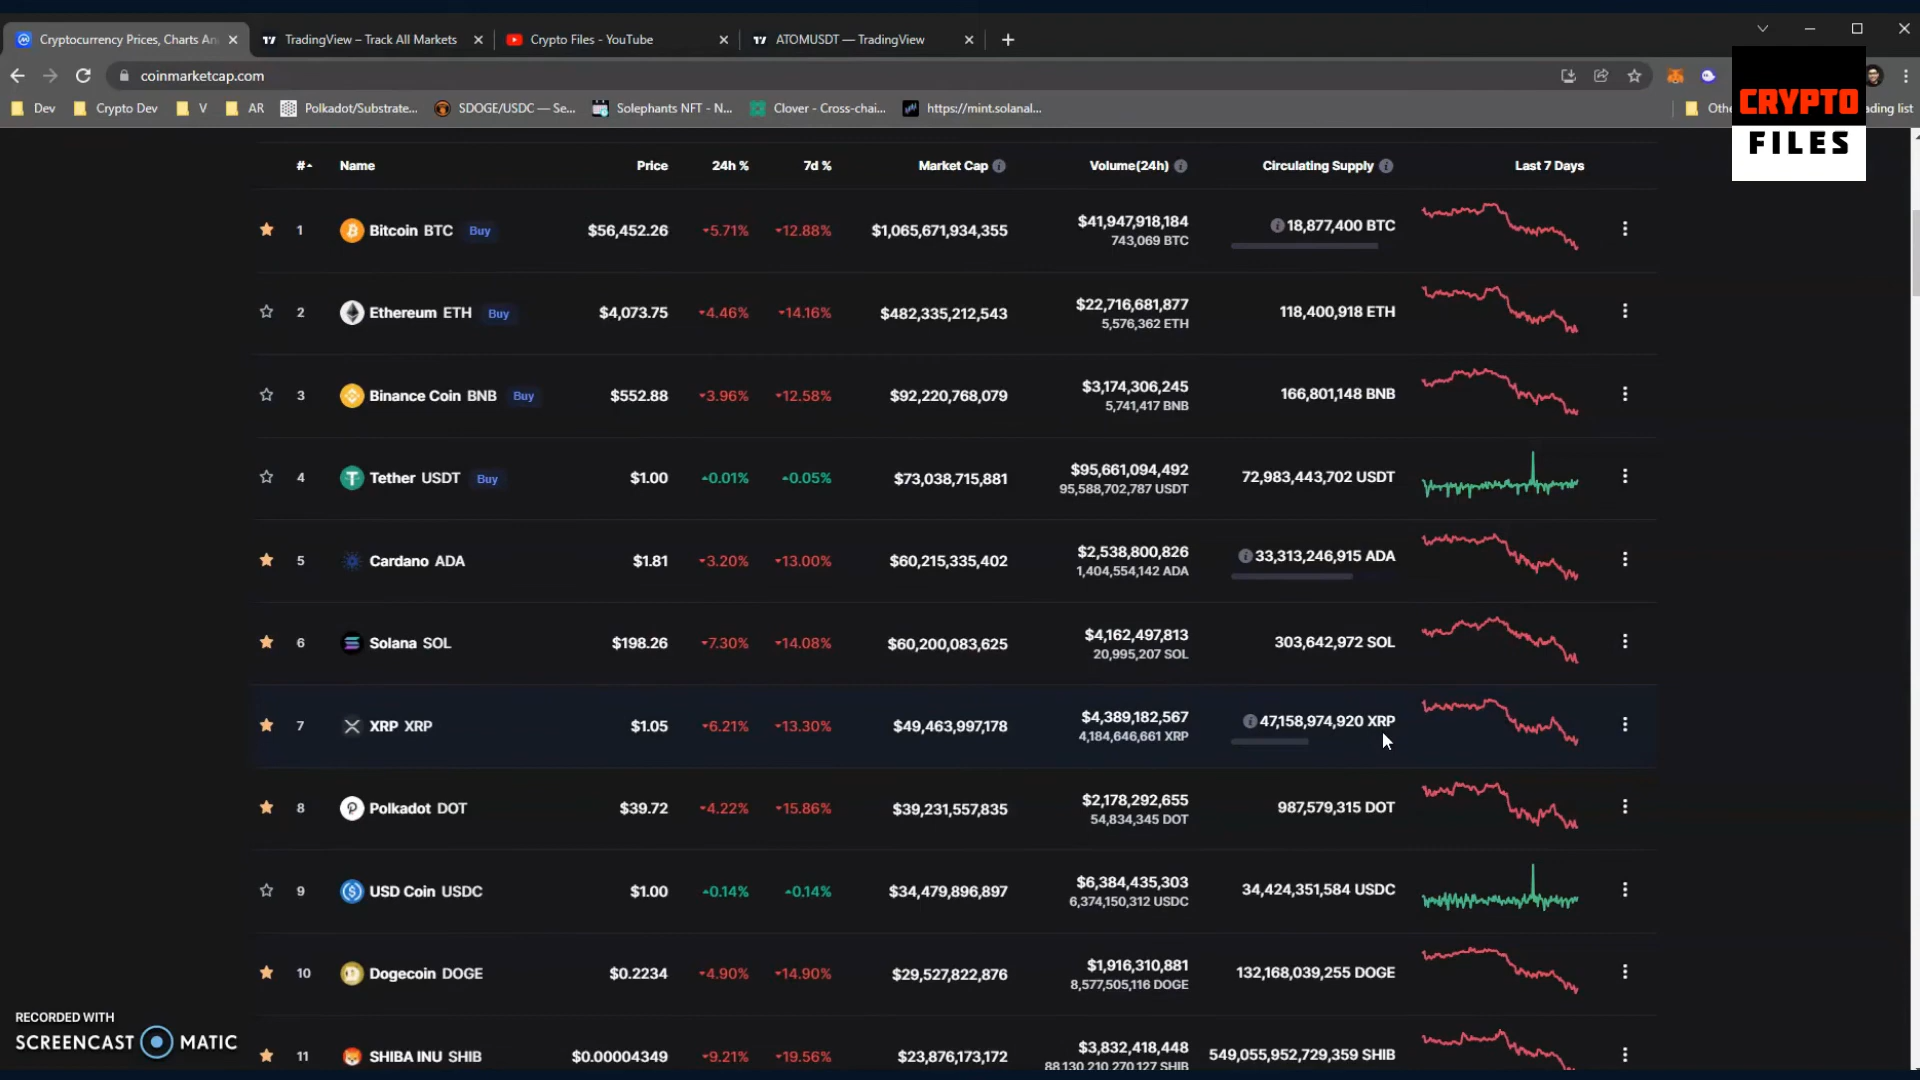 Cryptocurrency Prices, Charts An
TradingView – Track All Markets
Crypto Files - YouTube
ATOMUSDT — TradingView
coinmarketcap.com
Dev
Crypto Dev
V
AR
Polkadot/Substrate...
SDOGE/USDC — Se...
Solephants NFT - N...
Clover - Cross-chai...
https://mint.solanal...
Oth
ading list
CRYPTO
FILES
# Name Price 24h % 7d % Market Cap Volume(24h) Circulating Supply Last 7 Days
1 Bitcoin BTC Buy $56,452.26 5.71% 12.88% $1,065,671,934,355 $41,947,918,184 18,877,400 BTC
743,069 BTC
2 Ethereum ETH Buy $4,073.75 4.46% 14.16% $482,335,212,543 $22,716,681,877 118,400,918 ETH
5,576,362 ETH
3 Binance Coin BNB Buy $552.88 3.96% 12.58% $92,220,768,079 $3,174,306,245 166,801,148 BNB
5,741,417 BNB
4 Tether USDT Buy $1.00 0.01% 0.05% $73,038,715,881 $95,661,094,492 72,983,443,702 USDT
95,588,702,787 USDT
5 Cardano ADA $1.81 3.20% 13.00% $60,215,335,402 $2,538,800,826 33,313,246,915 ADA
1,404,554,142 ADA
6 Solana SOL $198.26 7.30% 14.08% $60,200,083,625 $4,162,497,813 303,642,972 SOL
20,995,207 SOL
7 XRP XRP $1.05 6.21% 13.30% $49,463,997,178 $4,389,182,567 47,158,974,920 XRP
4,184,646,661 XRP
8 Polkadot DOT $39.72 4.22% 15.86% $39,231,557,835 $2,178,292,655 987,579,315 DOT
54,834,345 DOT
9 USD Coin USDC $1.00 0.14% 0.14% $34,479,896,897 $6,384,435,303 34,424,351,584 USDC
6,374,150,312 USDC
10 Dogecoin DOGE $0.2234 4.90% 14.90% $29,527,822,876 $1,916,310,881 132,168,039,255 DOGE
8,577,505,116 DOGE
11 SHIBA INU SHIB $0.00004349 9.21% 19.56% $23,876,173,172 $3,832,418,448 549,055,952,729,359 SHIB
88,130,210,270,127 SHIB
RECORDED WITH
SCREENCAST MATIC